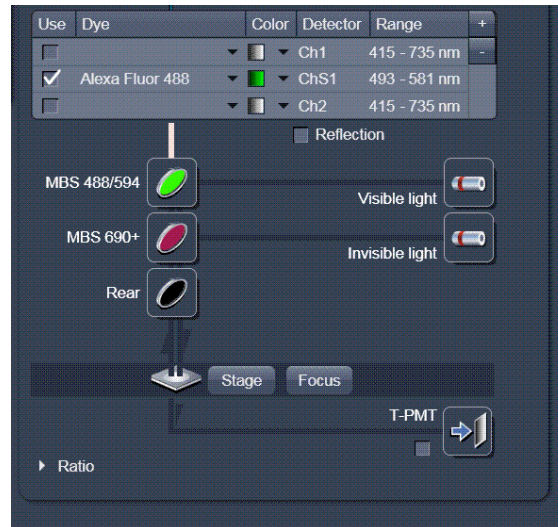 Use Dye Color Detector Range +
Ch1 415 - 735 nm -
Alexa Fluor 488 ChS1 493 - 581 nm
Ch2 415 - 735 nm
Reflection
MBS 488/594
Visible light
MBS 690+
Invisible light
Rear
Stage Focus
T-PMT
Ratio